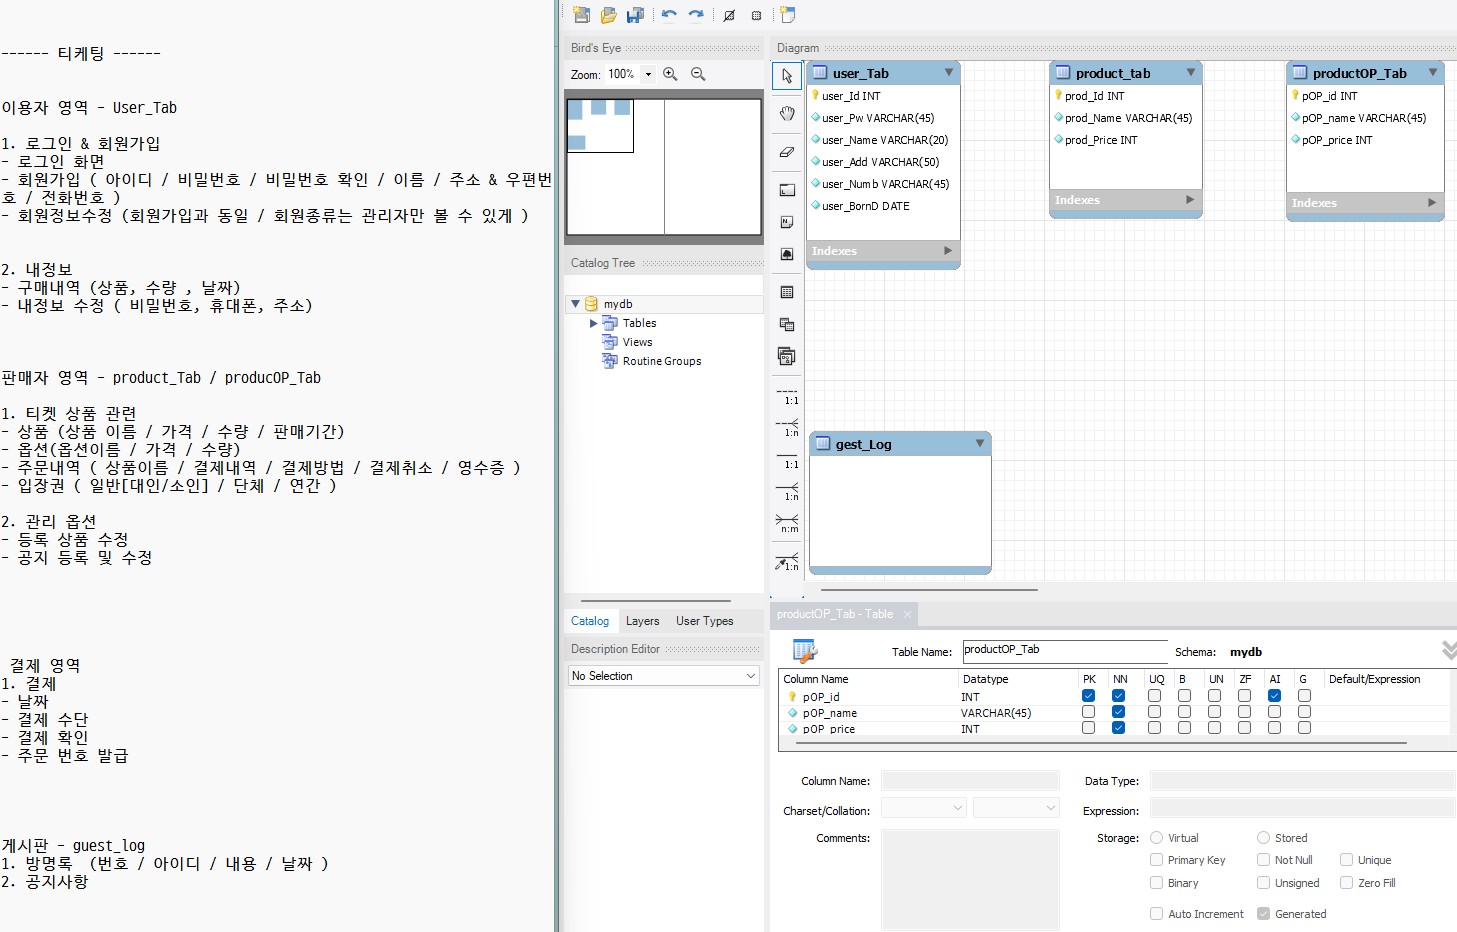 ------ 티케팅 ------
이용자 영역 - User_Tab
1. 로그인 & 회원가입
- 로그인 화면
- 회원가입 ( 아이디 / 비밀번호 / 비밀번호 확인 / 이름 / 주소 & 우편번
호 / 전화번호 )
- 회원정보수정 (회원가입과 동일 / 회원종류는 관리자만 볼 수 있게 )
2. 내정보
- 구매내역 (상품, 수량 , 날짜)
- 내정보 수정 ( 비밀번호, 휴대폰, 주소)
판매자 영역 - product_Tab / producOP_Tab
1. 티켓 상품 관련
- 상품 (상품 이름 / 가격 / 수량 / 판매기간)
- 옵션(옵션이름 / 가격 / 수량)
- 주문내역 ( 상품이름 / 결제내역 / 결제방법 / 결제취소 / 영수증 )
- 입장권 ( 일반[대인/소인] / 단체 / 연간 )
2. 관리 옵션
- 등록 상품 수정
- 공지 등록 및 수정
결제 영역
1. 결제
- 날짜
- 결제 수단
- 결제 확인
- 주문 번호 발급
게시판 - guest_log
1. 방명록 (번호 / 아이디 / 내용 / 날짜 )
2. 공지사항
Bird's Eye
Zoom: 100%
Catalog Tree
mydb
Tables
Views
Routine Groups
Catalog Layers User Types
Description Editor
No Selection
Diagram
1:1
1:n
1:1
1:n
n:m
1:n
user_Tab
user_Id INT
user_Pw VARCHAR(45)
user_Name VARCHAR(20)
user_Add VARCHAR(50)
user_Numb VARCHAR(45)
user_BornD DATE
Indexes
product_tab
prod_Id INT
prod_Name VARCHAR(45)
prod_Price INT
Indexes
productOP_Tab
pOP_id INT
pOP_name VARCHAR(45)
pOP_price INT
Indexes
gest_Log
productOP_Tab - Table
Table Name: productOP_Tab Schema: mydb
Column Name Datatype PK NN UQ B UN ZF AI G Default/Expression
pOP_id INT
pOP_name VARCHAR(45)
pOP_price INT
Column Name: Data Type:
Charset/Collation: Expression:
Comments: Storage: Virtual Stored
Primary Key Not Null Unique
Binary Unsigned Zero Fill
Auto Increment Generated